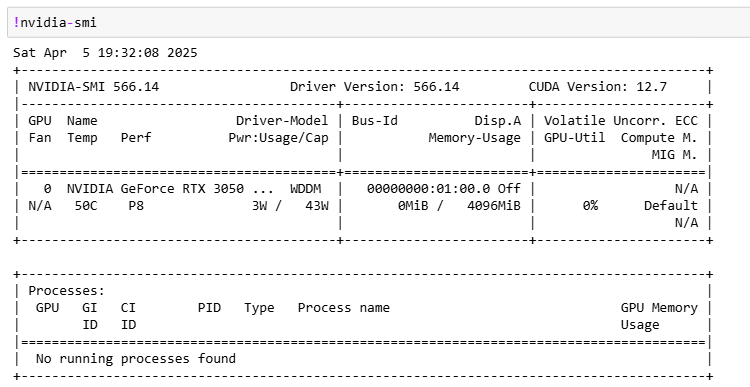 !nvidia-smi
Sat Apr  5 19:32:08 2025
+-----------------------------------------------------------------------------------------+
| NVIDIA-SMI 566.14                 Driver Version: 566.14         CUDA Version: 12.7     |
|-----------------------------------------+------------------------+----------------------+
| GPU  Name                  Driver-Model | Bus-Id          Disp.A | Volatile Uncorr. ECC |
| Fan  Temp   Perf          Pwr:Usage/Cap |           Memory-Usage | GPU-Util  Compute M. |
|                                         |                        |               MIG M. |
|=========================================+========================+======================|
|   0  NVIDIA GeForce RTX 3050 ...  WDDM  |   00000000:01:00.0 Off |                  N/A |
| N/A   50C    P8              3W /   43W |       0MiB /   4096MiB |      0%      Default |
|                                         |                        |                  N/A |
+-----------------------------------------+------------------------+----------------------+

+-----------------------------------------------------------------------------------------+
| Processes:                                                                              |
|  GPU   GI   CI        PID   Type   Process name                              GPU Memory |
|        ID   ID                                                               Usage      |
|=========================================================================================|
|  No running processes found                                                             |
+-----------------------------------------------------------------------------------------+